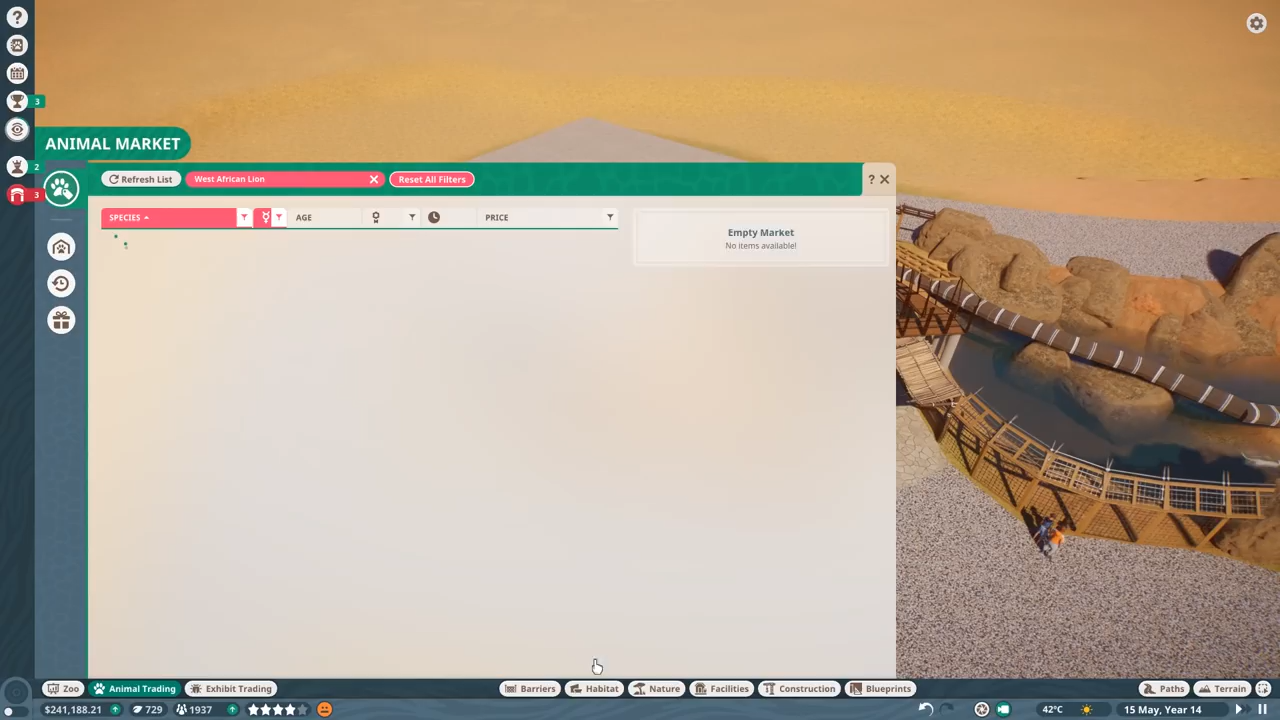 ?
3
ANIMAL MARKET
2
3
Refresh List
West African Lion
Reset All Filters
?
SPECIES
AGE
PRICE
Empty Market
No items available!
Zoo
Animal Trading
Exhibit Trading
Barriers
Habitat
Nature
Facilities
Construction
Blueprints
Paths
Terrain
$241,188.21
729
1937
42°C
15 May, Year 14